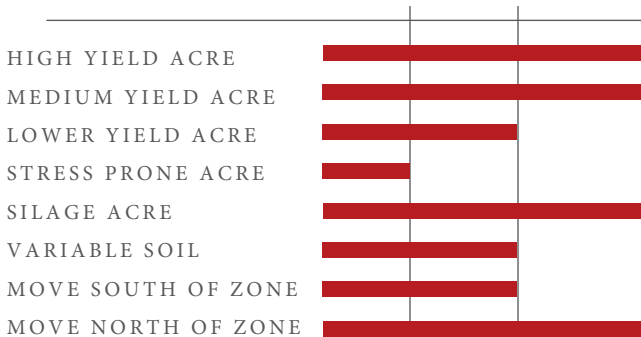 HIGH YIELD ACRE
MEDIUM YIELD ACRE
LOWER YIELD ACRE
STRESS PRONE ACRE
SILAGE ACRE
VARIABLE SOIL
MOVE SOUTH OF ZONE
MOVE NORTH OF ZONE